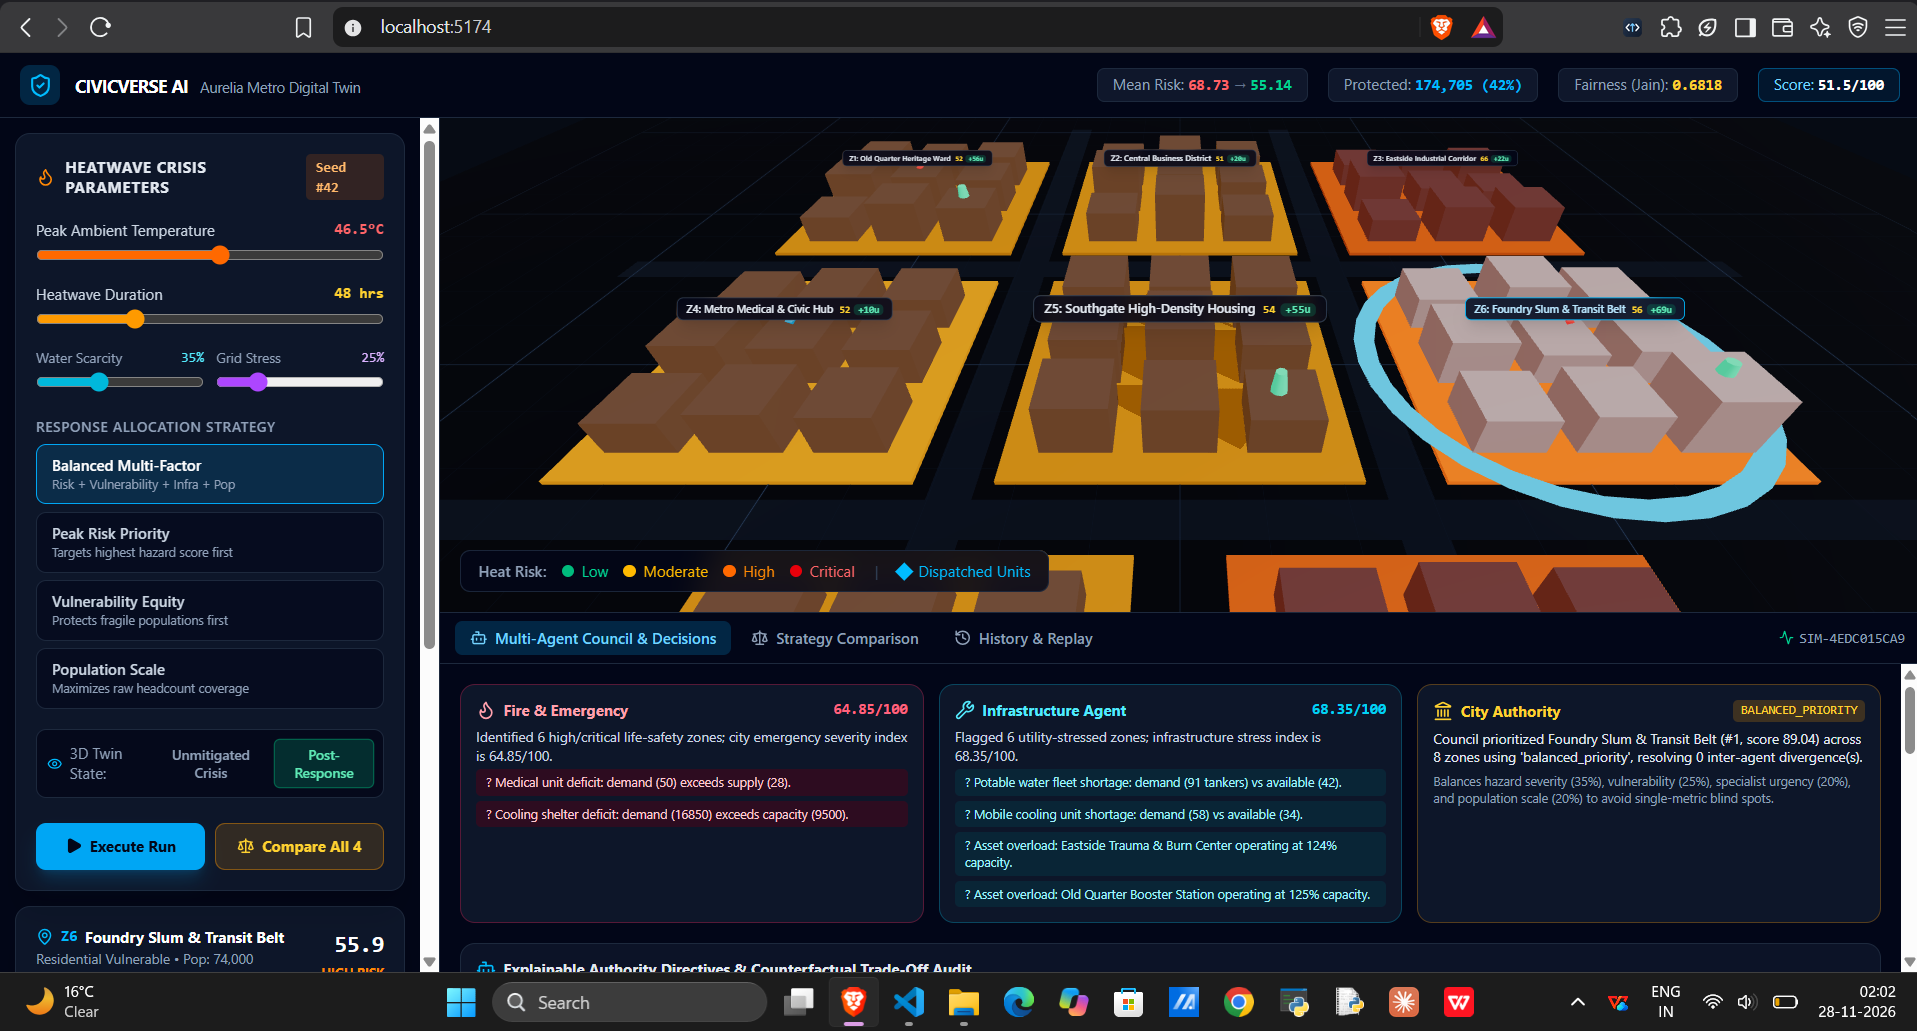 localhost:5174
CIVICVERSE AI Aurelia Metro Digital Twin
Mean Risk: 68.73 → 55.14
Protected: 174,705 (42%)
Fairness (Jain): 0.6818
Score: 51.5/100
HEATWAVE CRISIS
PARAMETERS
Seed
#42
Peak Ambient Temperature 46.5°C
Heatwave Duration 48 hrs
Water Scarcity 35% Grid Stress 25%
RESPONSE ALLOCATION STRATEGY
Balanced Multi-Factor
Risk + Vulnerability + Infra + Pop
Peak Risk Priority
Targets highest hazard score first
Vulnerability Equity
Protects fragile populations first
Population Scale
Maximizes raw headcount coverage
3D Twin
State:
Unmitigated
Crisis
Post-
Response
Execute Run
Compare All 4
Z6 Foundry Slum & Transit Belt 55.9
Residential Vulnerable • Pop: 74,000
HIGH RISK
Z1: Old Quarter Heritage Ward 52 +56u
Z2: Central Business District 51 +20u
Z3: Eastside Industrial Corridor 66 +22u
Z4: Metro Medical & Civic Hub 52 +10u
Z5: Southgate High-Density Housing 54 +55u
Z6: Foundry Slum & Transit Belt 56 +69u
Heat Risk: Low Moderate High Critical | Dispatched Units
Multi-Agent Council & Decisions
Strategy Comparison
History & Replay
SIM-4EDC015CA9
Fire & Emergency 64.85/100
Identified 6 high/critical life-safety zones; city emergency severity index
is 64.85/100.
? Medical unit deficit: demand (50) exceeds supply (28).
? Cooling shelter deficit: demand (16850) exceeds capacity (9500).
Infrastructure Agent 68.35/100
Flagged 6 utility-stressed zones; infrastructure stress index is
68.35/100.
? Potable water fleet shortage: demand (91 tankers) vs available (42).
? Mobile cooling unit shortage: demand (58) vs available (34).
? Asset overload: Eastside Trauma & Burn Center operating at 124%
capacity.
? Asset overload: Old Quarter Booster Station operating at 125% capacity.
City Authority BALANCED_PRIORITY
Council prioritized Foundry Slum & Transit Belt (#1, score 89.04) across
8 zones using 'balanced_priority', resolving 0 inter-agent divergence(s).
Balances hazard severity (35%), vulnerability (25%), specialist urgency (20%),
and population scale (20%) to avoid single-metric blind spots.
Explainable Authority Directives & Counterfactual Trade-Off Audit
16°C
Clear
Search
ENG
IN
02:02
28-11-2026